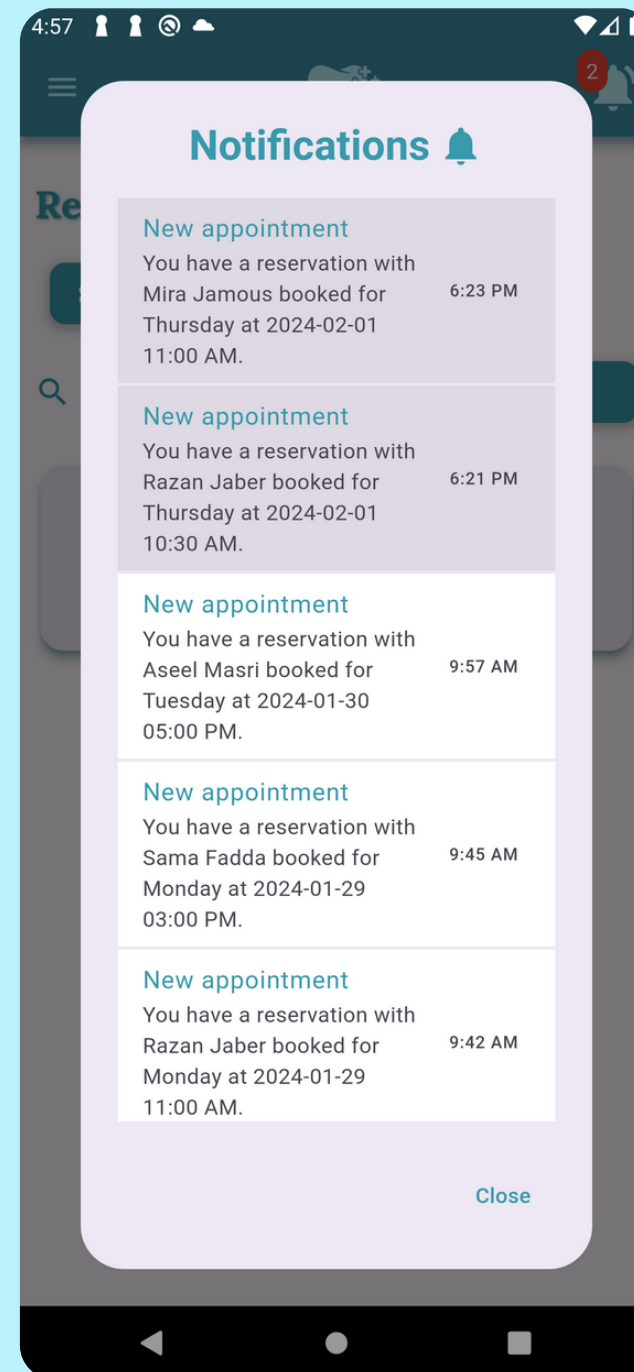 4:57
2
Notifications
Re
New appointment
You have a reservation with
Mira Jamous booked for
Thursday at 2024-02-01
11:00 AM.
6:23 PM
New appointment
You have a reservation with
Razan Jaber booked for
Thursday at 2024-02-01
10:30 AM.
6:21 PM
New appointment
You have a reservation with
Aseel Masri booked for
Tuesday at 2024-01-30
05:00 PM.
9:57 AM
New appointment
You have a reservation with
Sama Fadda booked for
Monday at 2024-01-29
03:00 PM.
9:45 AM
New appointment
You have a reservation with
Razan Jaber booked for
Monday at 2024-01-29
11:00 AM.
9:42 AM
Close